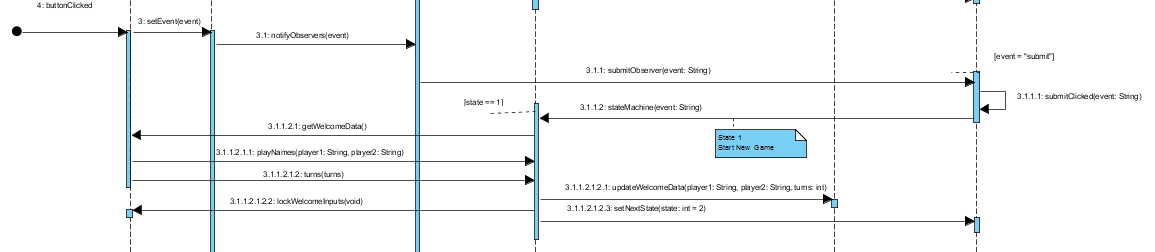 4: buttonClicked
3: setEvent(event)
3.1: notifyObservers(event)
[event = "submit"]
3.1.1: submitObserver(event: String)
3.1.1.1: submitClicked(event: String)
[state == 1]
3.1.1.2: stateMachine(event: String)
3.1.1.2.1: getWelcomeData()
State 1
Start New Game
3.1.1.2.1.1: playNames(player1: String, player2: String)
3.1.1.2.1.2: turns(turns)
3.1.1.2.1.2.1: updateWelcomeData(player1: String, player2: String, turns: int)
3.1.1.2.1.2.2: lockWelcomeInputs(void)
3.1.1.2.1.2.3: setNextState(state: int = 2)